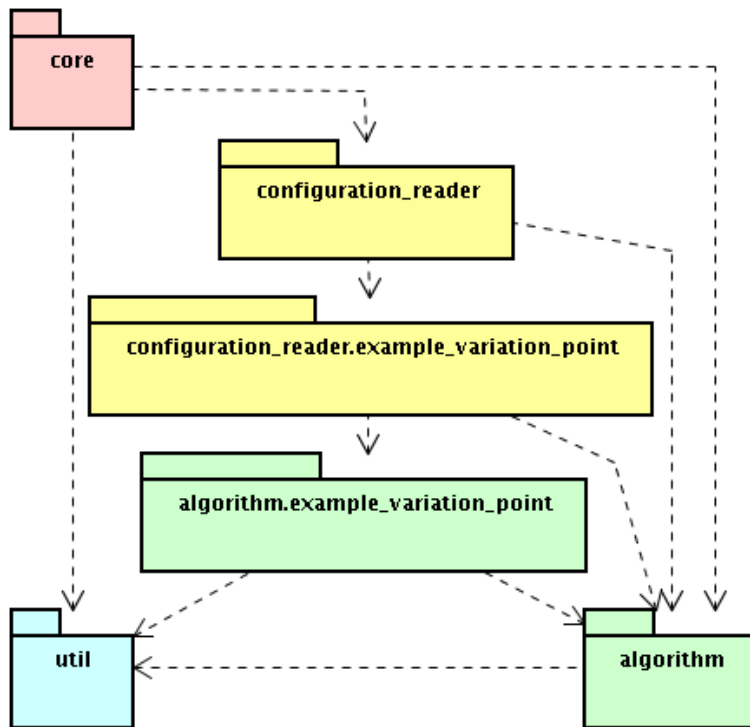 core
configuration_reader
configuration_reader.example_variation_point
algorithm.example_variation_point
util
algorithm